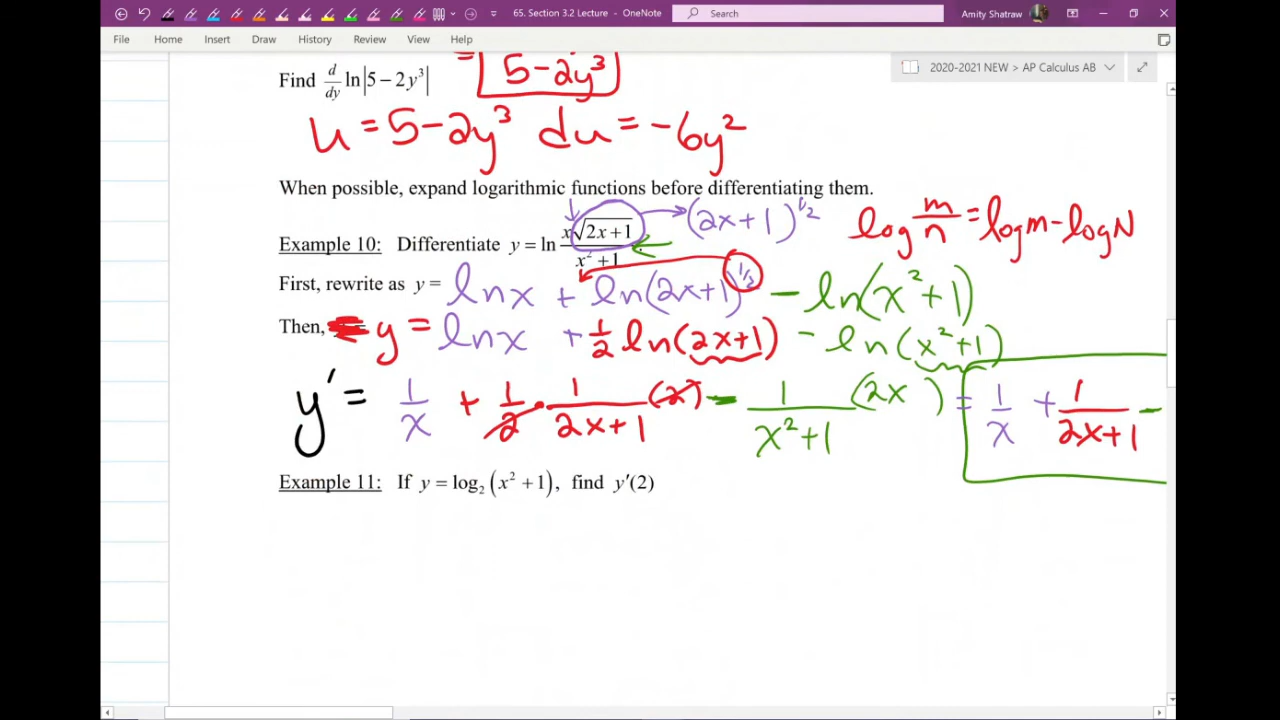 65. Section 3.2 Lecture - OneNote
Search
Amity Shatraw
File Home Insert Draw History Review View Help
2020-2021 NEW > AP Calculus AB
Find d/dy ln|5 − 2y³|
= 5-2y³
u = 5-2y³ du = -6y²
When possible, expand logarithmic functions before differentiating them.
Example 10: Differentiate y = ln x√(2x + 1)/(x² + 1)
(2x+1)^1/2
log m/n = log m - log N
First, rewrite as y = ln x + ln(2x+1)^1/2 - ln(x²+1)
Then, y = ln x + 1/2 ln(2x+1) - ln(x²+1)
y' = 1/x + 1/2 · 1/(2x+1) (2) - 1/(x²+1) (2x ) = 1/x + 1/(2x+1) -
Example 11: If y = log₂(x² + 1), find y′(2)